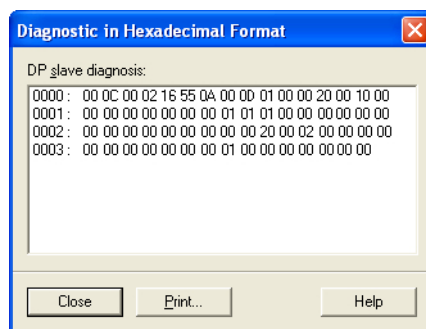 Diagnostic in Hexadecimal Format
DP slave diagnosis:
0000 : 00 0C 00 02 16 55 0A 00 0D 01 00 00 20 00 10 00
0001 : 00 00 00 00 00 00 00 01 01 01 00 00 00 00 00 00
0002 : 00 00 00 00 00 00 00 00 00 20 00 02 00 00 00 00
0003 : 00 00 00 00 00 00 00 01 00 00 00 00 00 00 00
Close
Print...
Help